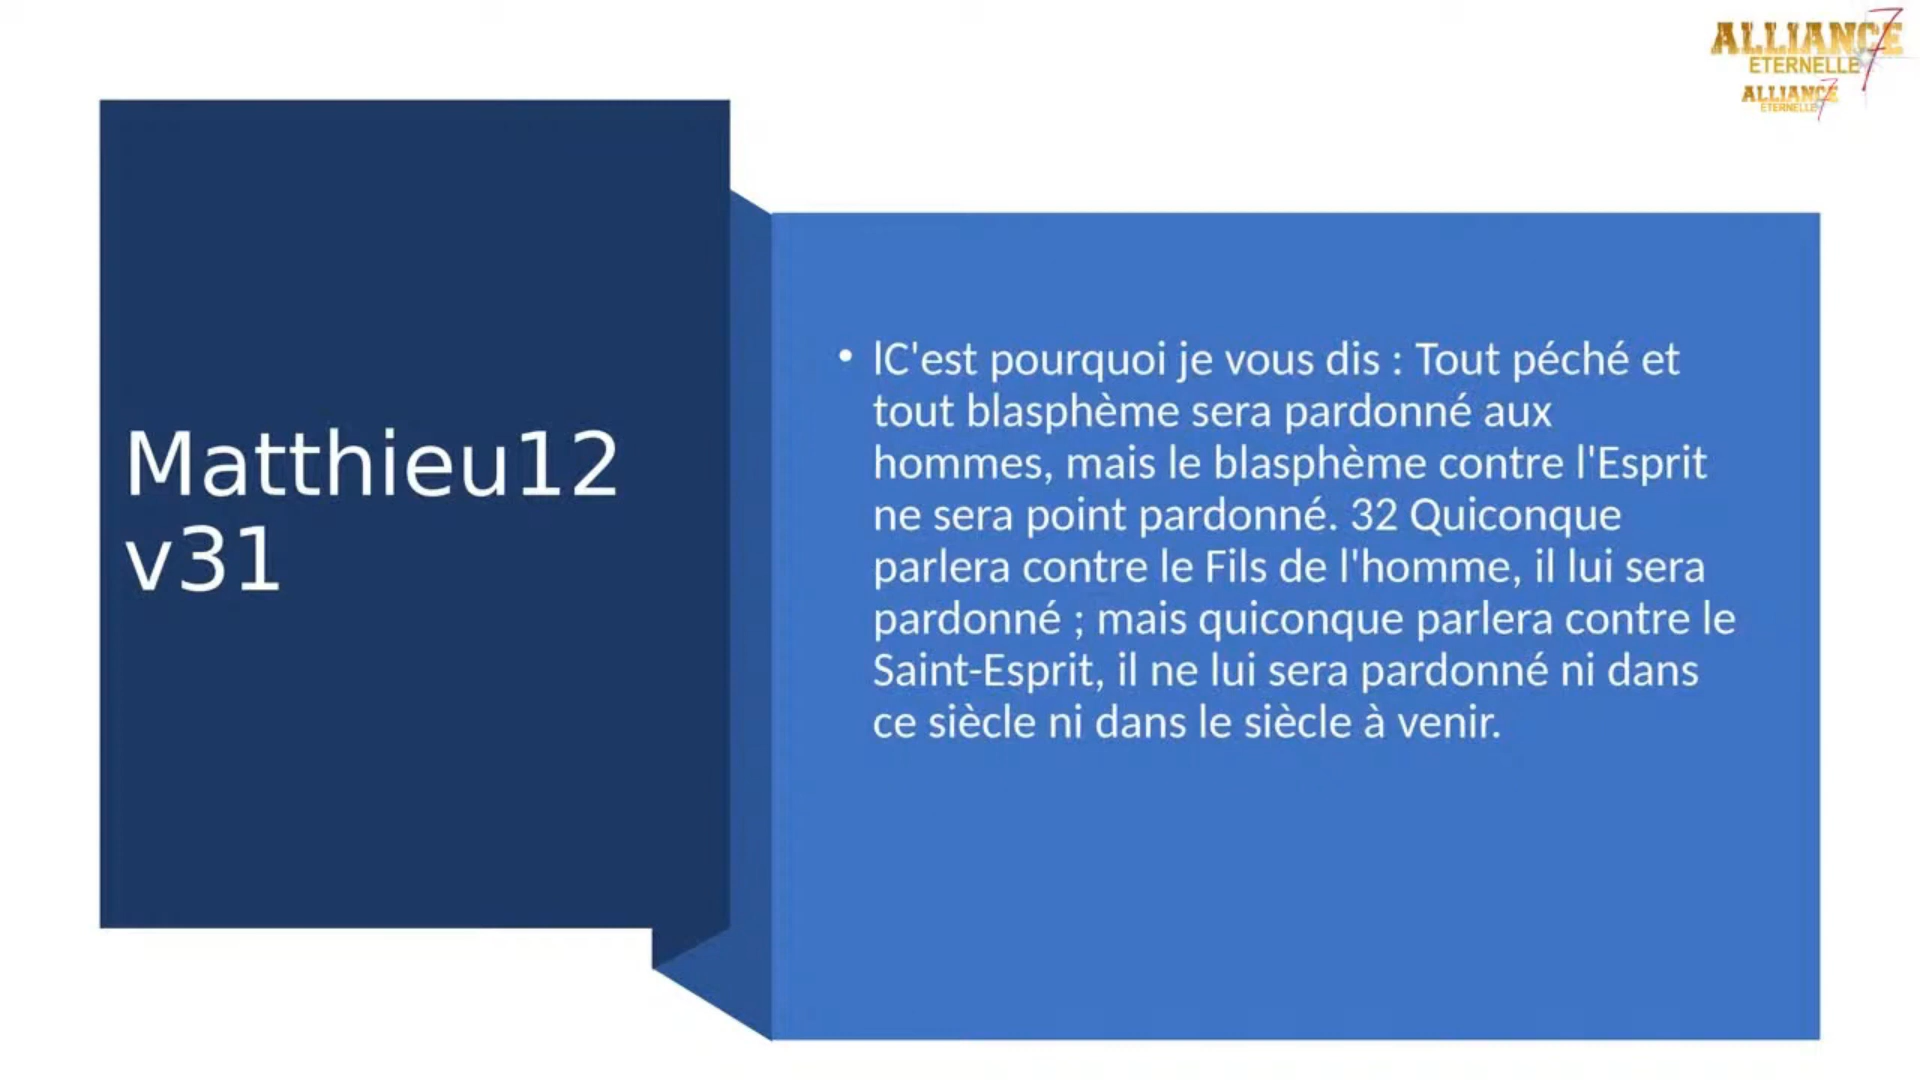 ALLIANCE 7
ETERNELLE
ALLIANCE 7
ETERNELLE
Matthieu12
v31
• lC'est pourquoi je vous dis : Tout péché et
tout blasphème sera pardonné aux
hommes, mais le blasphème contre l'Esprit
ne sera point pardonné. 32 Quiconque
parlera contre le Fils de l'homme, il lui sera
pardonné ; mais quiconque parlera contre le
Saint-Esprit, il ne lui sera pardonné ni dans
ce siècle ni dans le siècle à venir.